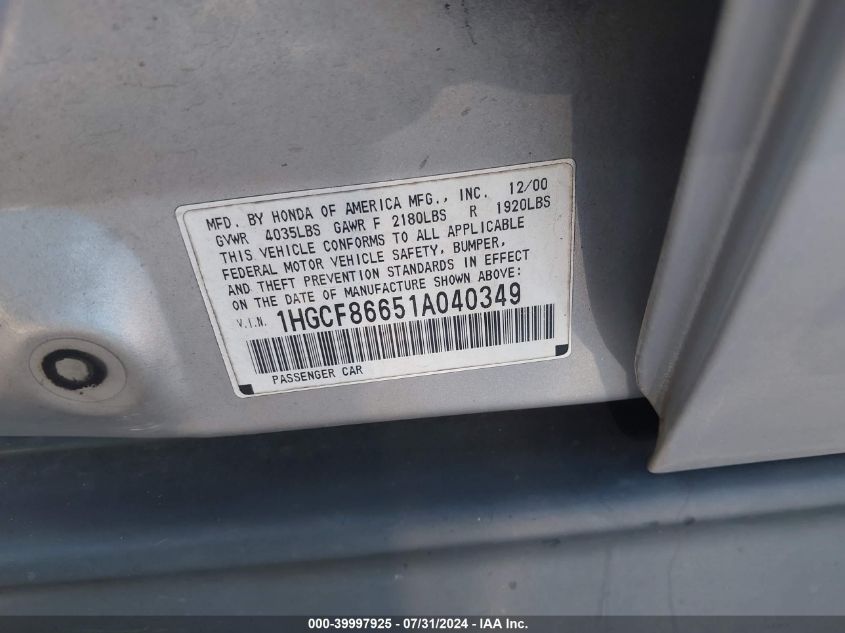 MFD. BY HONDA OF AMERICA MFG., INC. 12/00
GVWR 4035LBS GAWR F 2180LBS R 1920LBS
THIS VEHICLE CONFORMS TO ALL APPLICABLE
FEDERAL MOTOR VEHICLE SAFETY, BUMPER,
AND THEFT PREVENTION STANDARDS IN EFFECT
ON THE DATE OF MANUFACTURE SHOWN ABOVE:
V.I.N. 1HGCF86651A040349
PASSENGER CAR
000-39997925 - 07/31/2024 - IAA Inc.